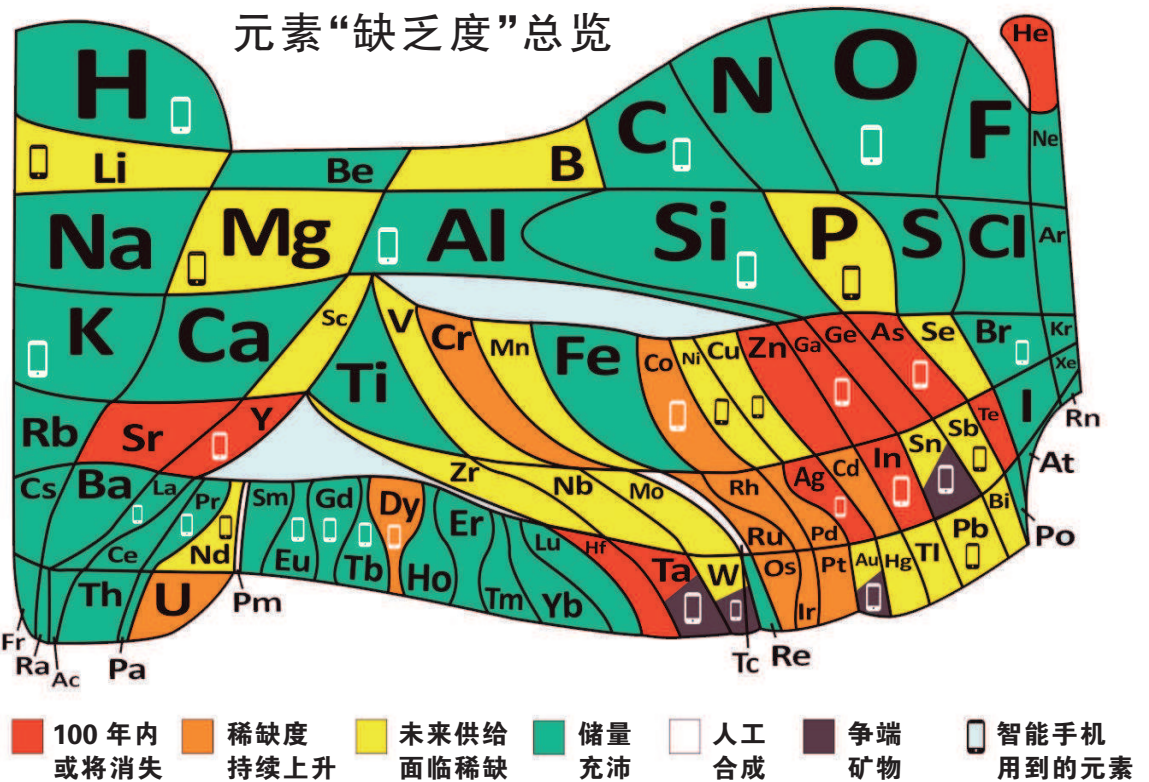 元素“缺乏度”总览
H
He
Li
Be
B
C
N
O
F
Ne
Na
Mg
Al
Si
P
S
Cl
Ar
K
Ca
Sc
Ti
V
Cr
Mn
Fe
Co
Ni
Cu
Zn
Ga
Ge
As
Se
Br
Kr
Rb
Sr
Y
Zr
Nb
Mo
Tc
Ru
Rh
Pd
Ag
Cd
In
Sn
Sb
Te
I
Xe
Cs
Ba
La
Ce
Pr
Nd
Pm
Sm
Eu
Gd
Tb
Dy
Ho
Er
Tm
Yb
Lu
Hf
Ta
W
Re
Os
Ir
Pt
Au
Hg
Tl
Pb
Bi
Po
At
Rn
Fr
Ra
Ac
Th
Pa
U
100 年内
或将消失
稀缺度
持续上升
未来供给
面临稀缺
储量
充沛
人工
合成
争端
矿物
智能手机
用到的元素